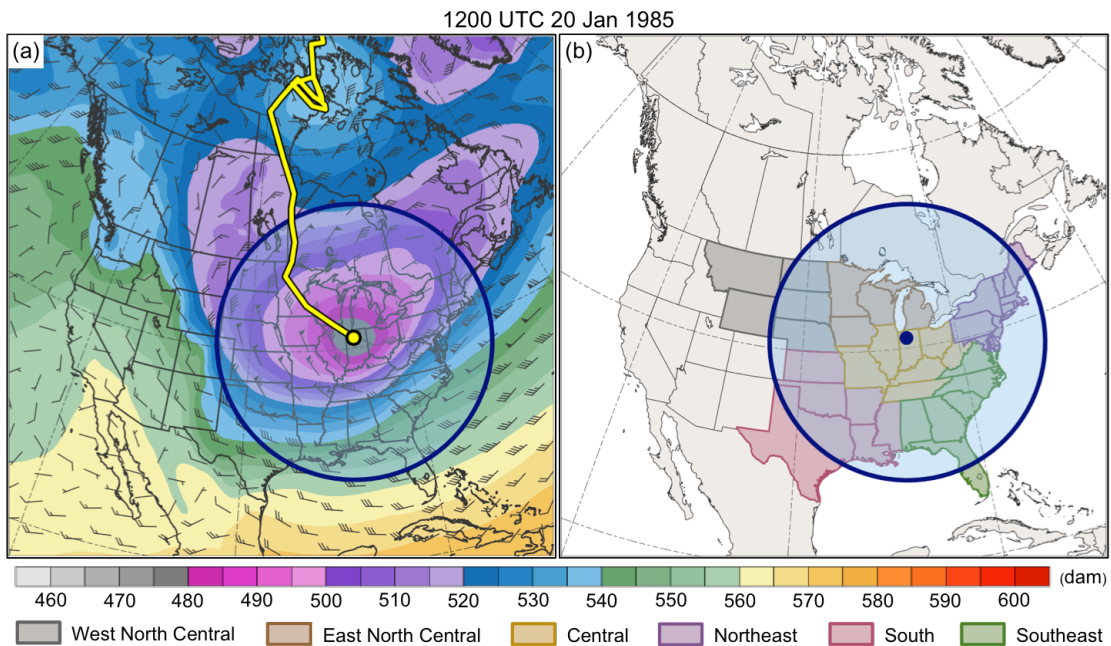 1200 UTC 20 Jan 1985
(a) (b)
460 470 480 490 500 510 520 530 540 550 560 570 580 590 600 (dam)
West North Central East North Central Central Northeast South Southeast